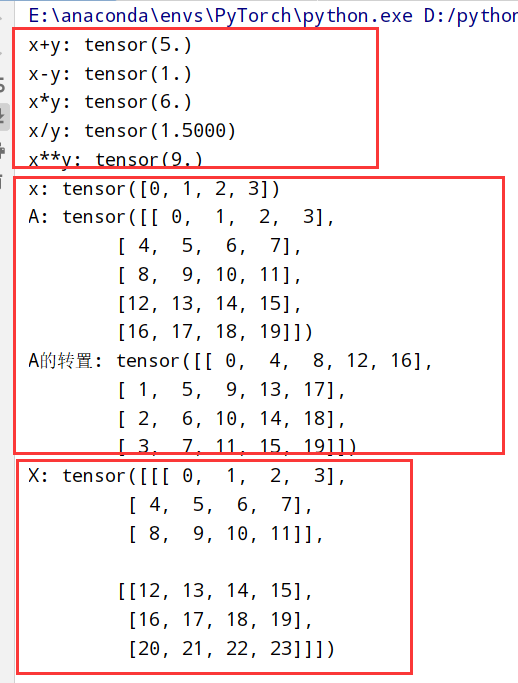 E:\anaconda\envs\PyTorch\python.exe D:/python
x+y: tensor(5.)
x-y: tensor(1.)
x*y: tensor(6.)
x/y: tensor(1.5000)
x**y: tensor(9.)
x: tensor([0, 1, 2, 3])
A: tensor([[ 0,  1,  2,  3],
        [ 4,  5,  6,  7],
        [ 8,  9, 10, 11],
        [12, 13, 14, 15],
        [16, 17, 18, 19]])
A的转置: tensor([[ 0,  4,  8, 12, 16],
        [ 1,  5,  9, 13, 17],
        [ 2,  6, 10, 14, 18],
        [ 3,  7, 11, 15, 19]])
X: tensor([[[ 0,  1,  2,  3],
         [ 4,  5,  6,  7],
         [ 8,  9, 10, 11]],
        [[12, 13, 14, 15],
         [16, 17, 18, 19],
         [20, 21, 22, 23]]])